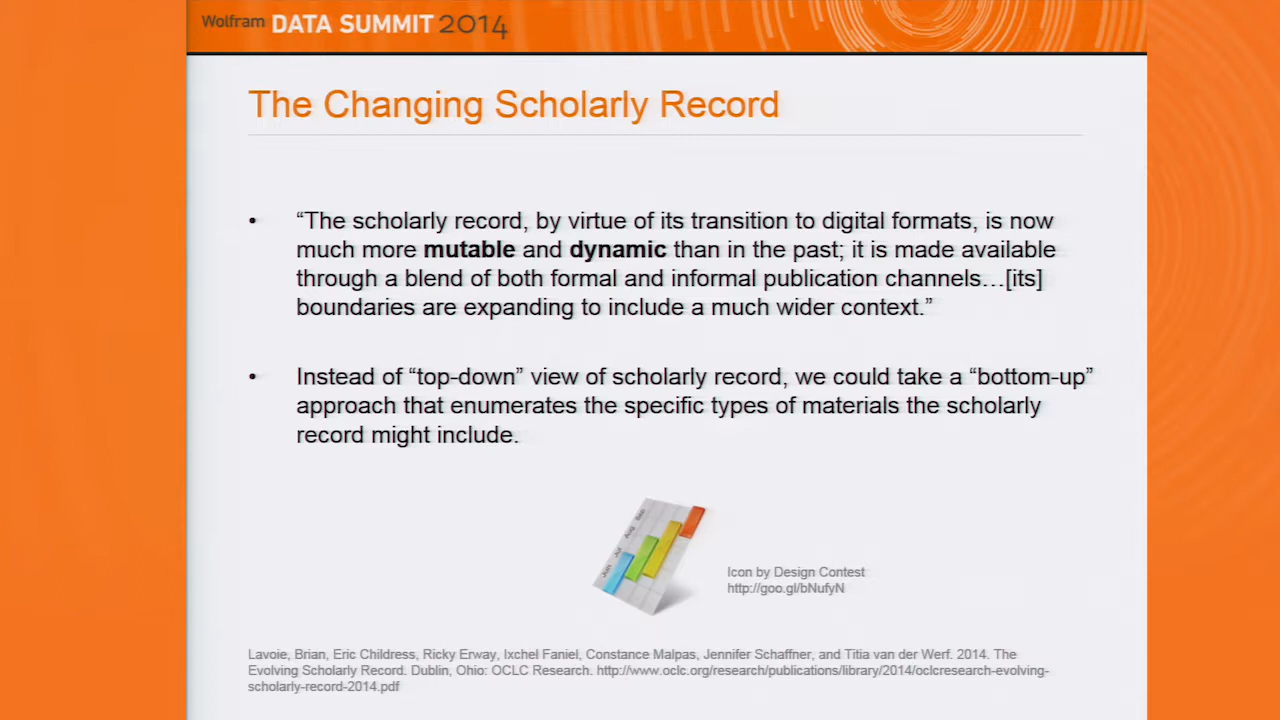 Wolfram DATA SUMMIT 2014
The Changing Scholarly Record
• “The scholarly record, by virtue of its transition to digital formats, is now
much more mutable and dynamic than in the past; it is made available
through a blend of both formal and informal publication channels…[its]
boundaries are expanding to include a much wider context.”
• Instead of “top-down” view of scholarly record, we could take a “bottom-up”
approach that enumerates the specific types of materials the scholarly
record might include.
Jun Jul Aug Sep
Icon by Design Contest
http://goo.gl/bNufyN
Lavoie, Brian, Eric Childress, Ricky Erway, Ixchel Faniel, Constance Malpas, Jennifer Schaffner, and Titia van der Werf. 2014. The
Evolving Scholarly Record. Dublin, Ohio: OCLC Research. http://www.oclc.org/research/publications/library/2014/oclcresearch-evolving-
scholarly-record-2014.pdf